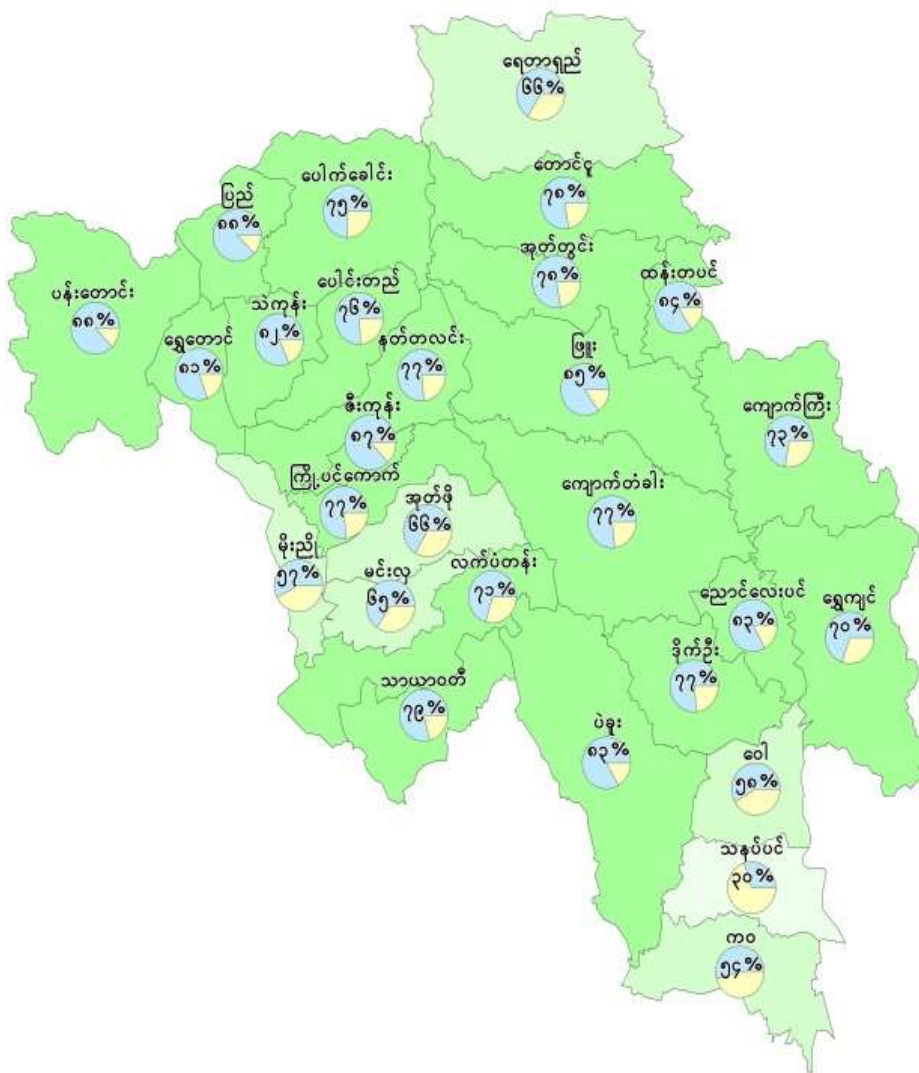 ရေတာရှည်
၆၆%
တောင်ငူ
၇၈%
ပေါက်ခေါင်း
၇၅%
ပြည်
၈၈%
အုတ်တွင်း
၇၈%
ထန်းတပင်
၈၄%
ပန်းတောင်း
၈၈%
သဲကုန်း
၈၂%
ပေါင်းတည်
၇၆%
ရွှေတောင်
၈၁%
နတ်တလင်း
၇၇%
ဖြူး
၈၅%
ကျောက်ကြီး
၇၃%
ဇီးကုန်း
၈၇%
ကြို့ပင်ကောက်
၇၇%
ကျောက်တံခါး
၇၇%
အုတ်ဖို
၆၆%
မိုးညို
၅၇%
မင်းလှ
၆၅%
လက်ပံတန်း
၇၁%
ညောင်လေးပင်
၈၃%
ရွှေကျင်
၇၀%
ဒိုက်ဦး
၇၇%
သာယာဝတီ
၇၉%
ပဲခူး
၈၃%
ဝေါ
၅၈%
သနပ်ပင်
၃၀%
ကဝ
၅၄%